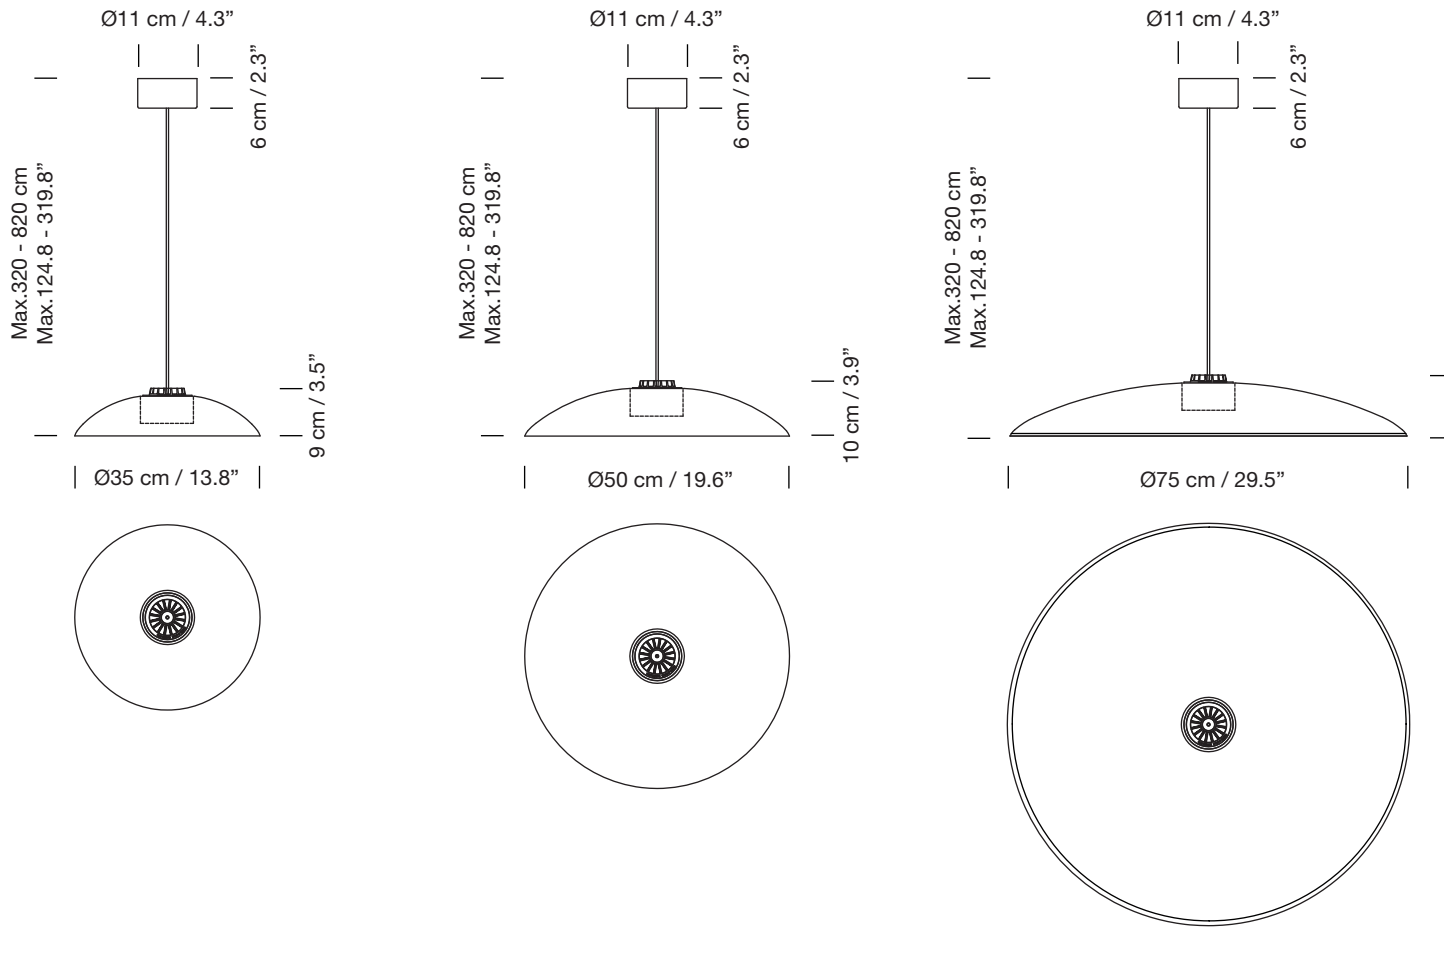 Ø11 cm / 4.3”
6 cm / 2.3”
Max.320 - 820 cm
Max.124.8 - 319.8”
9 cm / 3.5”
Ø35 cm / 13.8”
Ø11 cm / 4.3”
6 cm / 2.3”
Max.320 - 820 cm
Max.124.8 - 319.8”
10 cm / 3.9”
Ø50 cm / 19.6”
Ø11 cm / 4.3”
6 cm / 2.3”
Max.320 - 820 cm
Max.124.8 - 319.8”
Ø75 cm / 29.5”